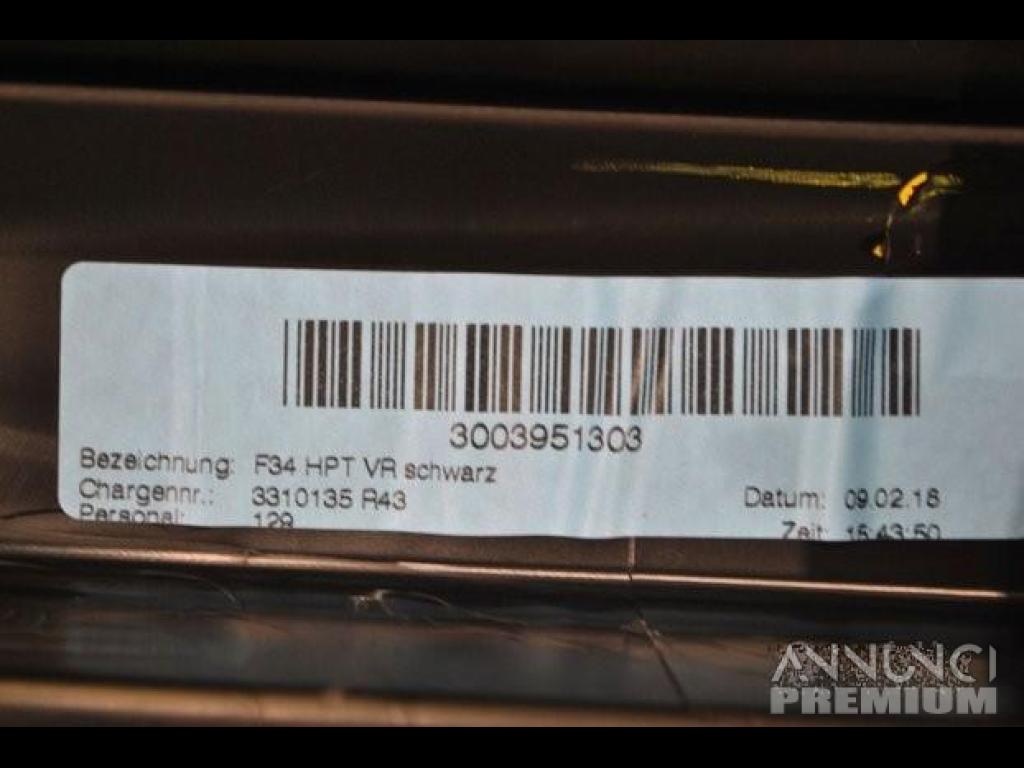 3003951303
Bezeichnung: F34 HPT VR schwarz
Chargennr.: 3310135 R43
Datum: 09.02.16
Personal: 129
Zeit: 15:43:50
ANNUNCI
PREMIUM